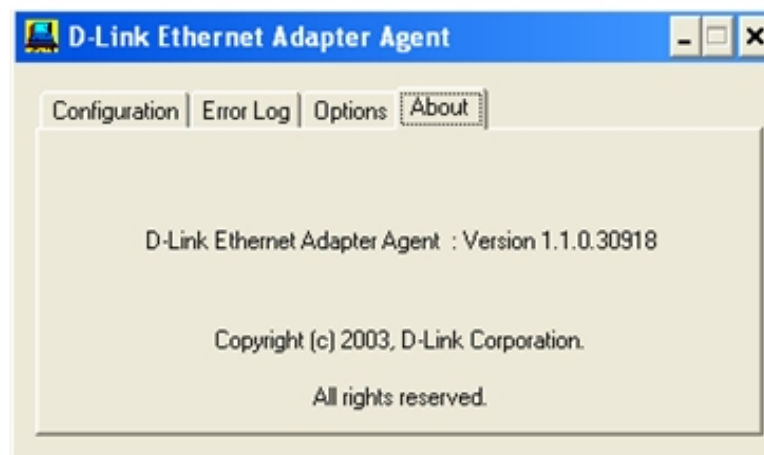 D-Link Ethernet Adapter Agent
Configuration Error Log Options About
D-Link Ethernet Adapter Agent : Version 1.1.0.30918
Copyright (c) 2003, D-Link Corporation.
All rights reserved.